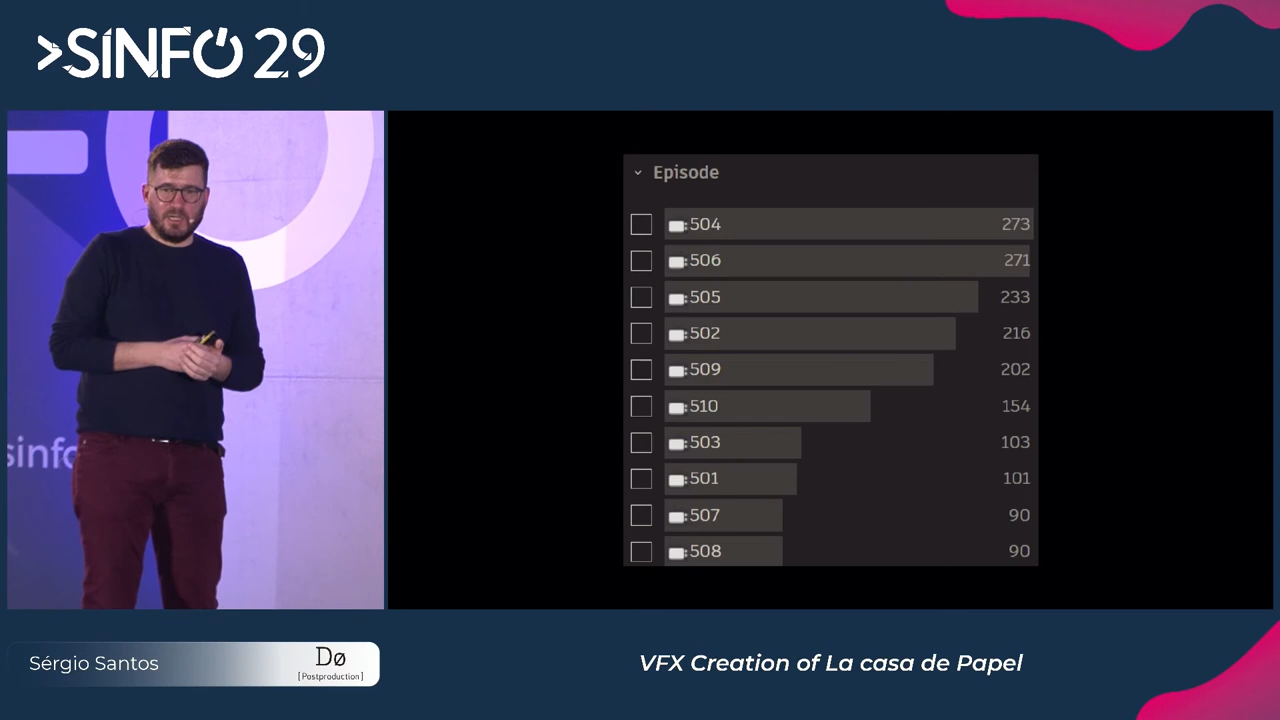 >SINFO 29
sinfo
Episode
504 273
506 271
505 233
502 216
509 202
510 154
503 103
501 101
507 90
508 90
Sérgio Santos
Dø
[Postproduction]
VFX Creation of La casa de Papel